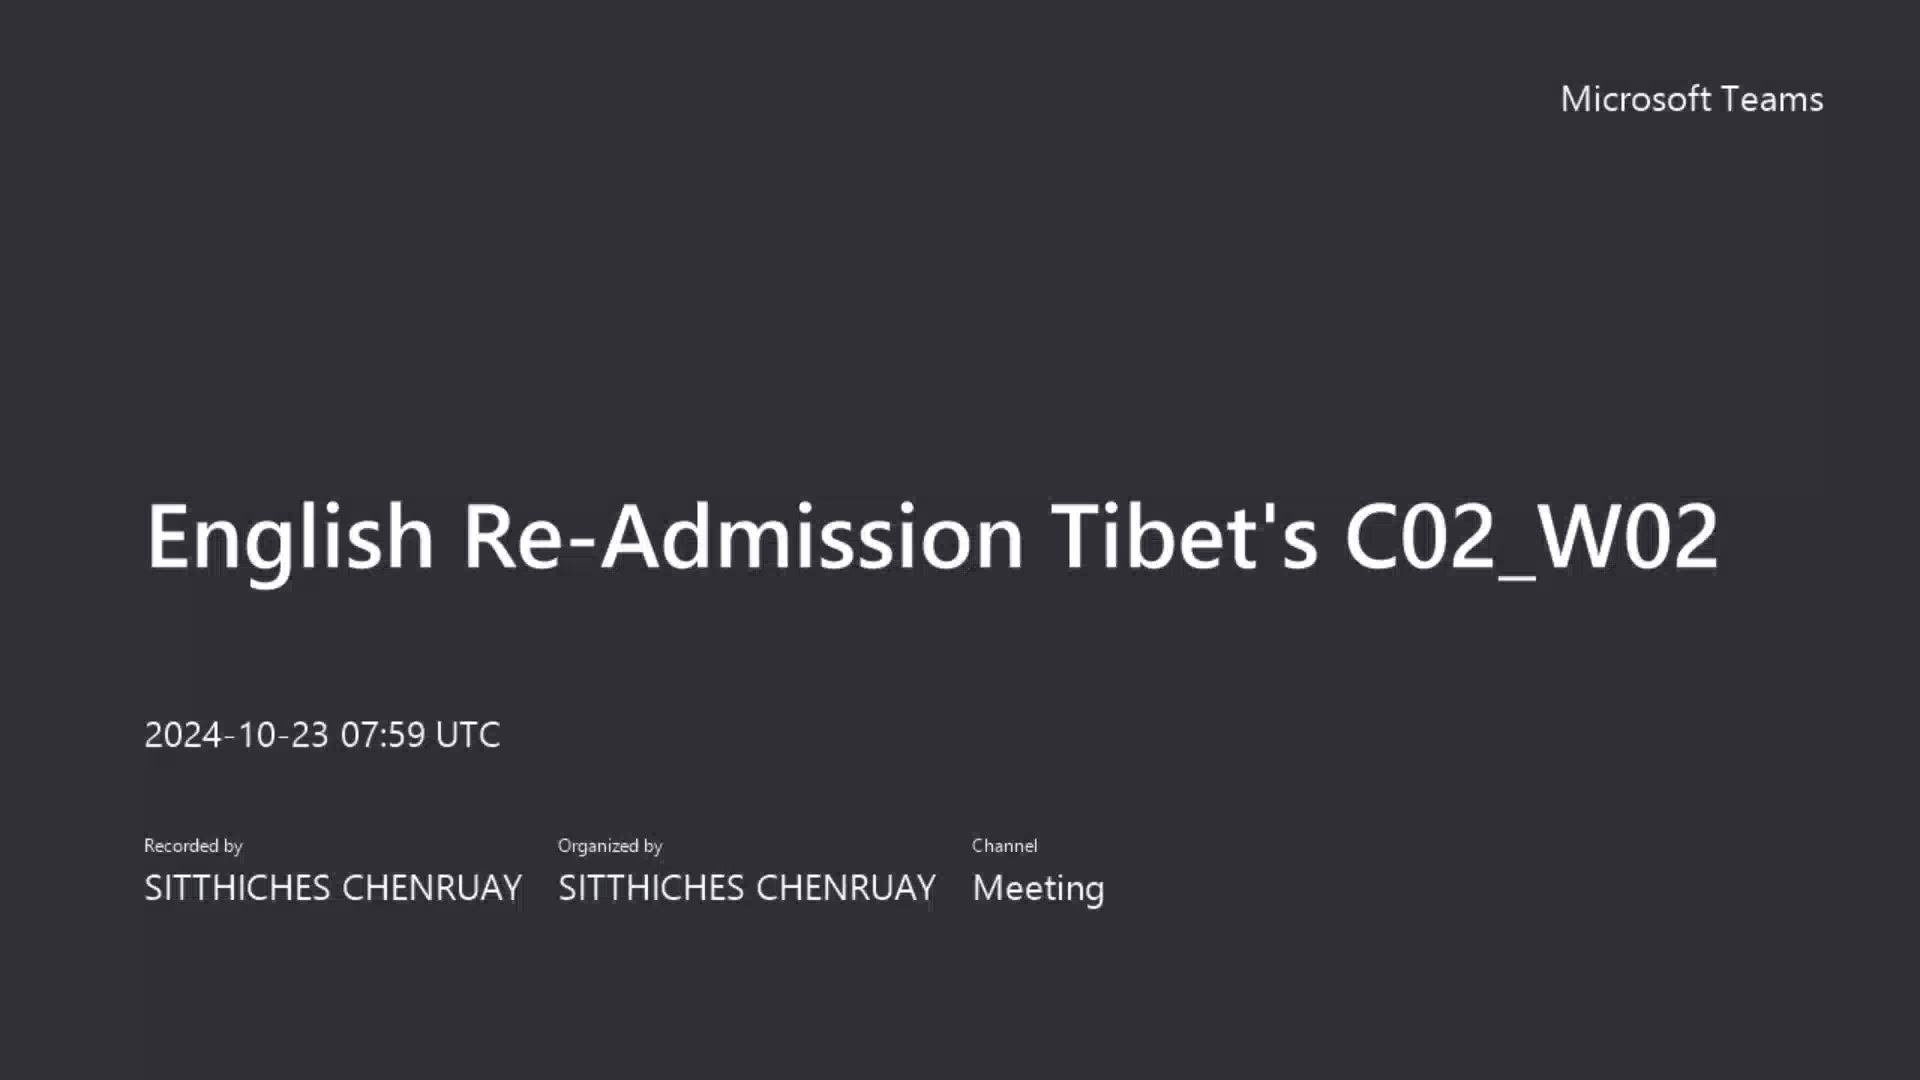 Microsoft Teams
English Re-Admission Tibet's C02_W02
2024-10-23 07:59 UTC
Recorded by
SITTHICHES CHENRUAY
Organized by
SITTHICHES CHENRUAY
Channel
Meeting